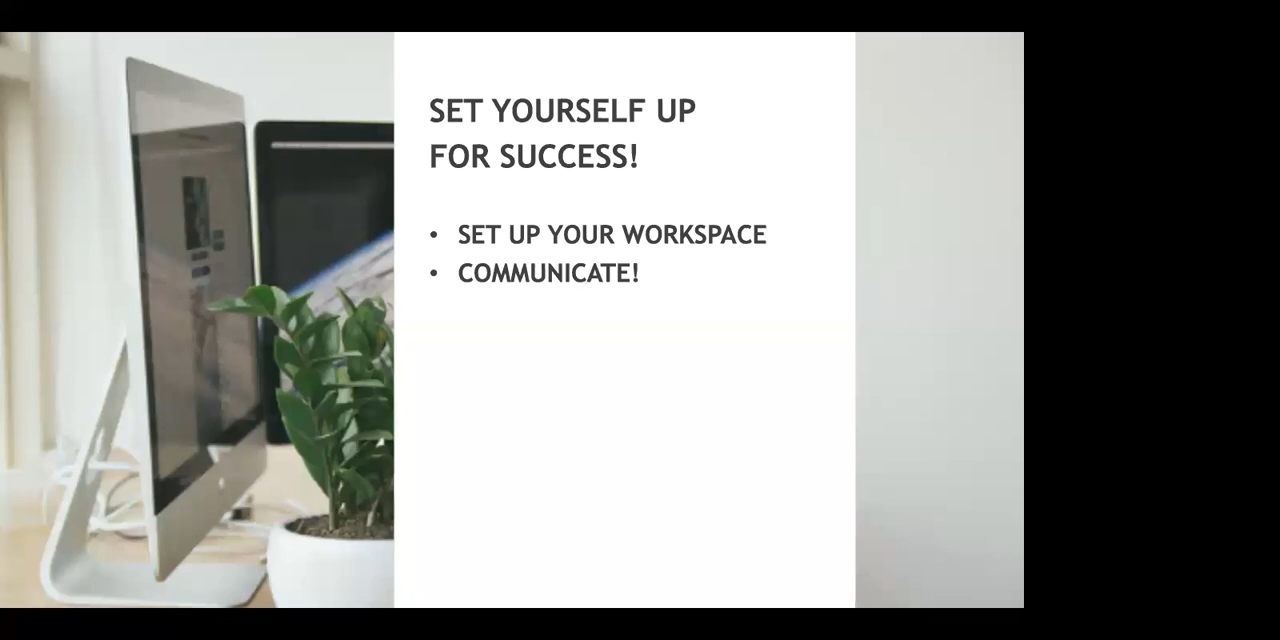 SET YOURSELF UP
FOR SUCCESS!
• SET UP YOUR WORKSPACE
• COMMUNICATE!